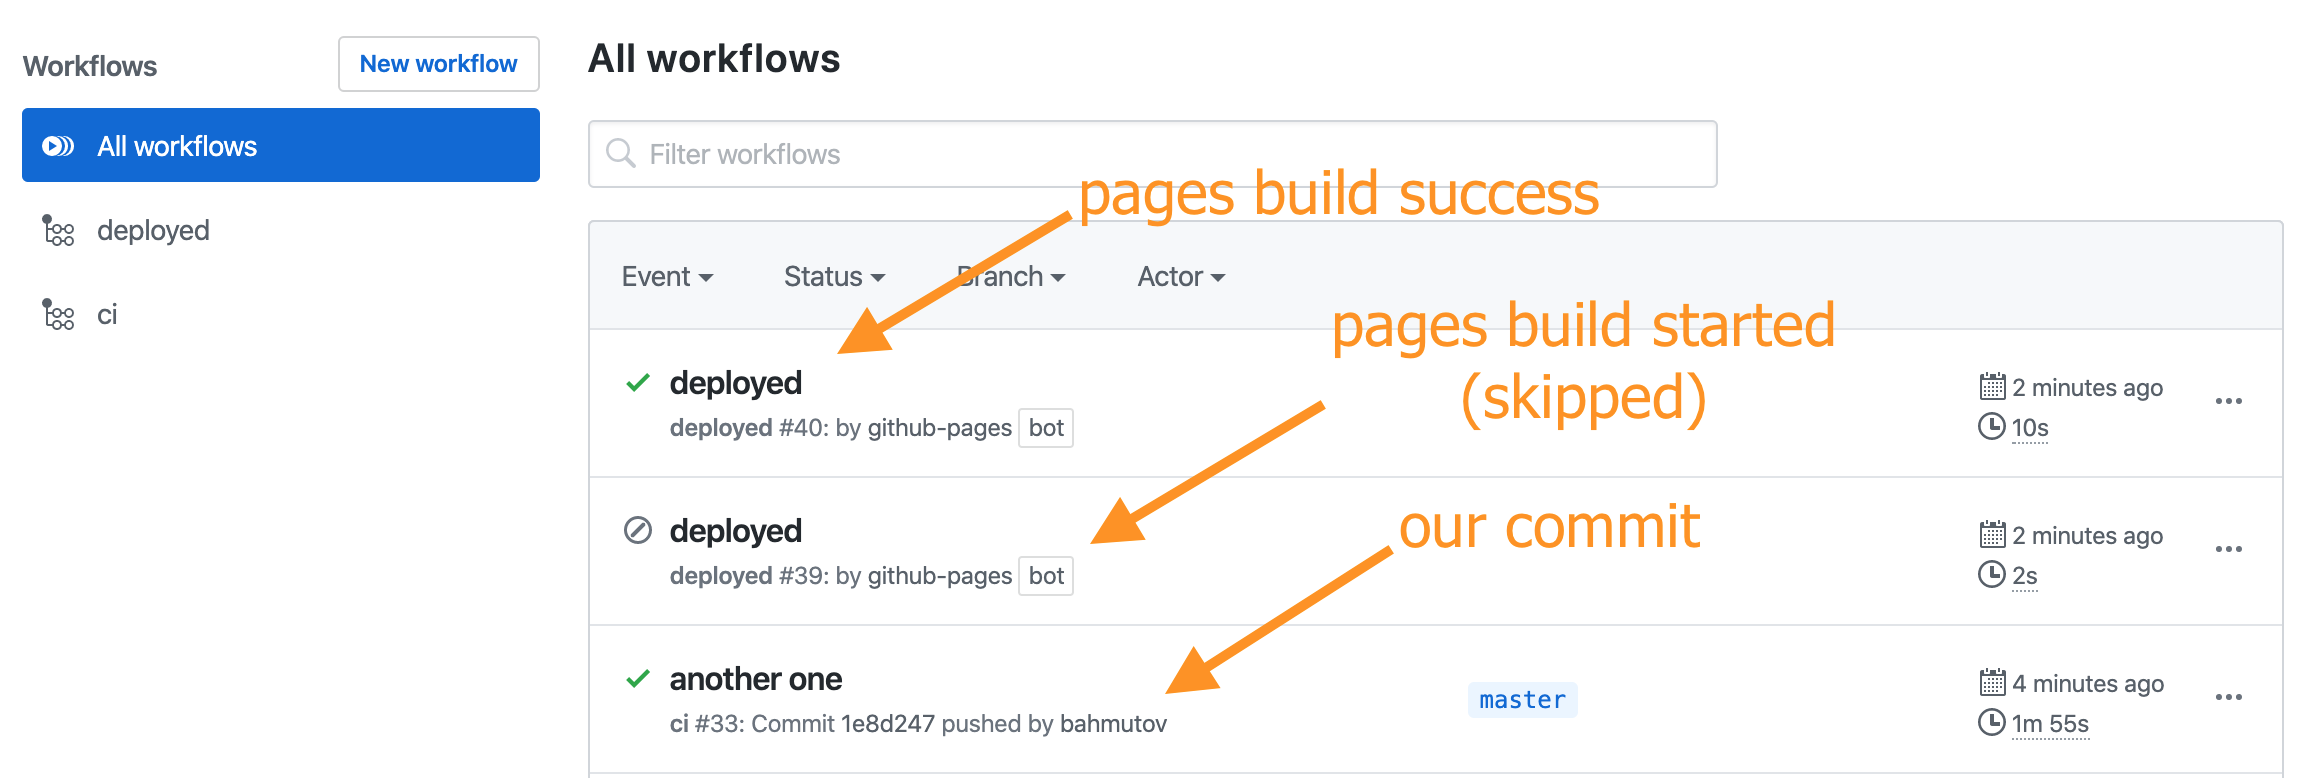 Workflows
New workflow
All workflows
deployed
ci
All workflows
Filter workflows
pages build success
Event
Status
Branch
Actor
pages build started
(skipped)
deployed
2 minutes ago
deployed #40: by github-pages bot
10s
our commit
deployed
2 minutes ago
deployed #39: by github-pages bot
2s
another one
master
4 minutes ago
ci #33: Commit 1e8d247 pushed by bahmutov
1m 55s